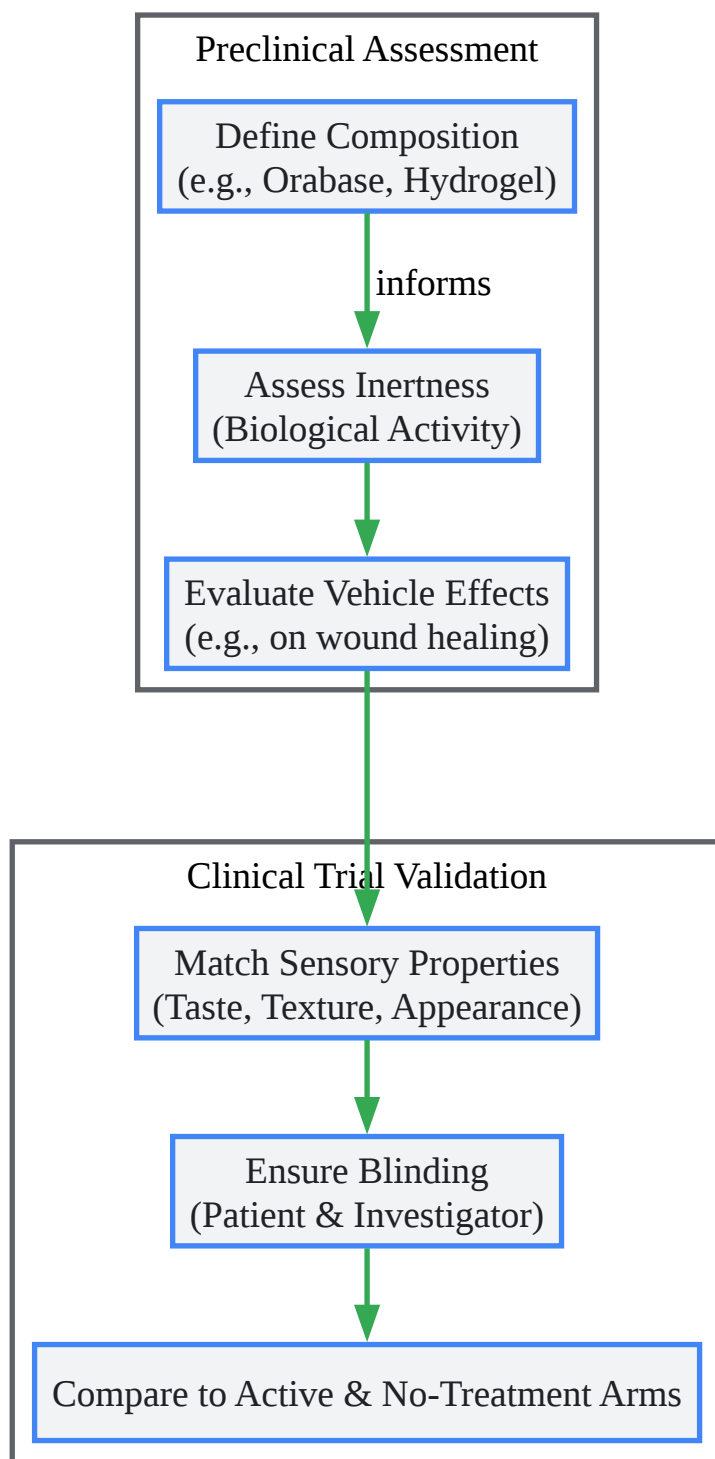 Preclinical Assessment
Define Composition
(e.g., Orabase, Hydrogel)
informs
Assess Inertness
(Biological Activity)
Evaluate Vehicle Effects
(e.g., on wound healing)
Clinical Trial Validation
Match Sensory Properties
(Taste, Texture, Appearance)
Ensure Blinding
(Patient & Investigator)
Compare to Active & No-Treatment Arms